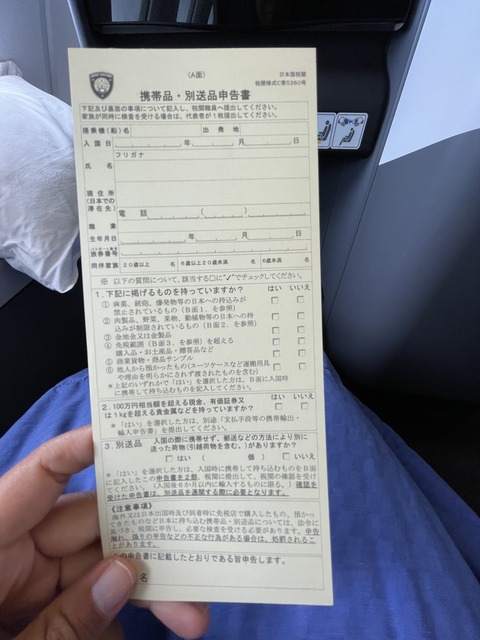 (A面)
日本国税関
税関様式C第5360号
携帯品・別送品申告書
下記及び裏面の事項について記入し、税関職員へ提出してください。
家族が同時に検査を受ける場合は、代表者が1枚提出してください。
搭乗機(船)名 出発地
入国日 年 月 日
フリガナ
氏名
現住所
(日本での
滞在先)
電話 ( )
職業
生年月日 年 月 日
旅券番号
同伴家族 20歳以上 名 6歳以上20歳未満 名 6歳未満 名
※ 以下の質問について、該当する□に"✓"でチェックしてください。
1.下記に掲げるものを持っていますか? はい いいえ
① 麻薬、銃砲、爆発物等の日本への持込みが
禁止されているもの(B面1.を参照)
② 肉製品、野菜、果物、動植物等の日本への持
込みが制限されているもの(B面2.を参照)
③ 金地金又は金製品
④ 免税範囲(B面3.を参照)を超える
購入品・お土産品・贈答品など
⑤ 商業貨物・商品サンプル
⑥ 他人から預かったもの(スーツケースなど運搬用具
や理由を明らかにされず渡されたものを含む)
*上記のいずれかで「はい」を選択した方は、B面に入国時
に携帯して持ち込むものを記入してください。
2.100万円相当額を超える現金、有価証券又 はい いいえ
は1kgを超える貴金属などを持っていますか?
*「はい」を選択した方は、別途「支払手段等の携帯輸出・
輸入申告書」を提出してください。
3.別送品 入国の際に携帯せず、郵送などの方法により別に
送った荷物(引越荷物を含む。)がありますか?
□はい ( 個) □いいえ
*「はい」を選択した方は、入国時に携帯して持ち込むものをB面
に記入したこの申告書を2部、税関に提出して、税関の確認を受
けてください。(入国後6か月以内に輸入するものに限る。)確認を
受けた申告書は、別送品を通関する際に必要となります。
《注意事項》
海外又は日本出国時及び到着時に免税店で購入したもの、預かっ
てきたものなど日本に持ち込む携帯品・別送品については、法令に
基づき、税関に申告し、必要な検査を受ける必要があります。申告
漏れ、偽りの申告などの不正な行為がある場合は、処罰されるこ
とがあります。
この申告書に記載したとおりである旨申告します。
名